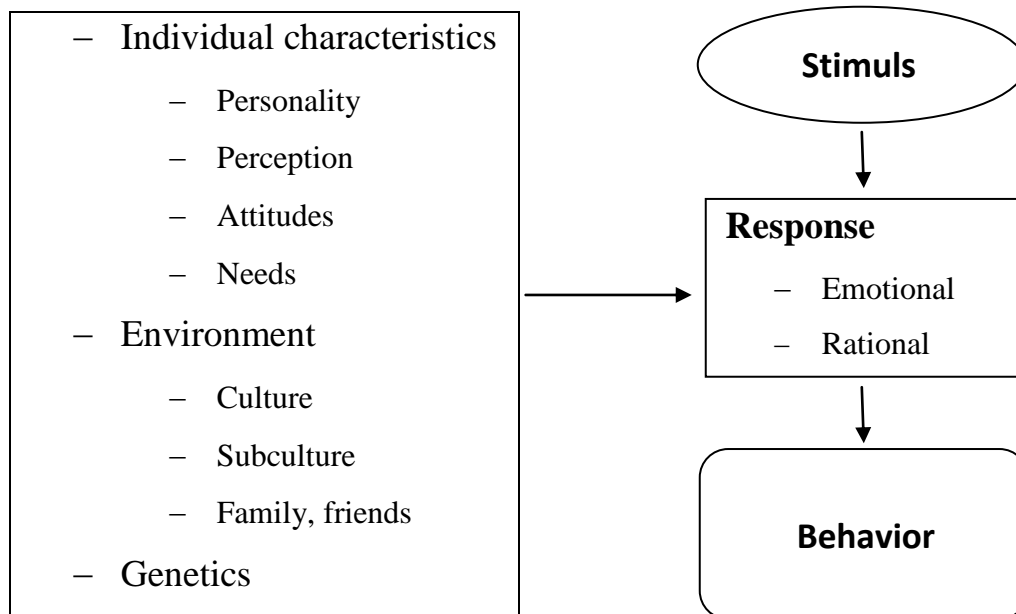 – Individual characteristics
– Personality
– Perception
– Attitudes
– Needs
– Environment
– Culture
– Subculture
– Family, friends
– Genetics
Stimuls
Response
– Emotional
– Rational
Behavior